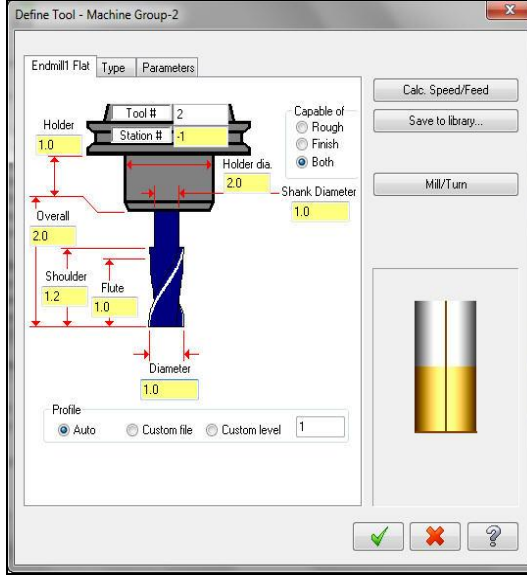 Define Tool - Machine Group-2
x
Endmill1 Flat Type Parameters
Calc. Speed/Feed
Save to library...
Mill/Turn
Tool # 2
Station # -1
Capable of
Rough
Finish
Both
Holder
1.0
Holder dia.
2.0
Shank Diameter
1.0
Overall
2.0
Shoulder
1.2
Flute
1.0
Diameter
1.0
Profile
Auto Custom file Custom level 1
?